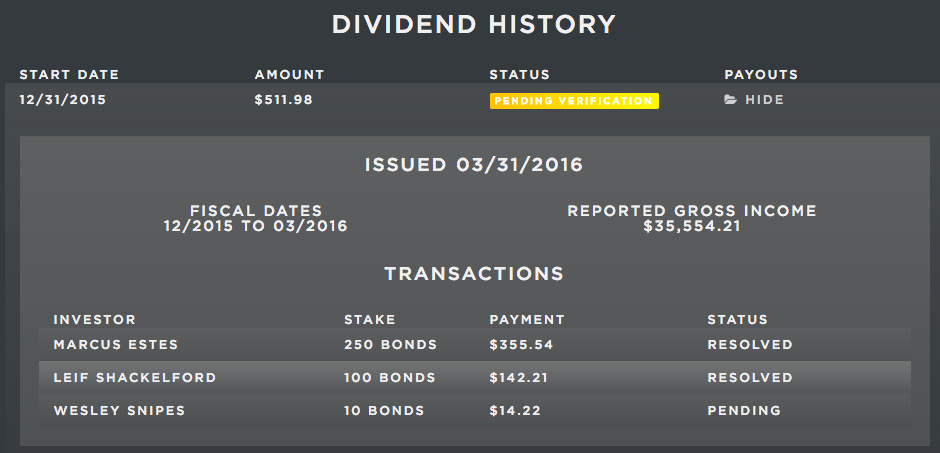 DIVIDEND HISTORY
START DATE AMOUNT STATUS PAYOUTS
12/31/2015 $511.98 PENDING VERIFICATION HIDE
ISSUED 03/31/2016
FISCAL DATES REPORTED GROSS INCOME
12/2015 TO 03/2016 $35,554.21
TRANSACTIONS
INVESTOR STAKE PAYMENT STATUS
MARCUS ESTES 250 BONDS $355.54 RESOLVED
LEIF SHACKELFORD 100 BONDS $142.21 RESOLVED
WESLEY SNIPES 10 BONDS $14.22 PENDING